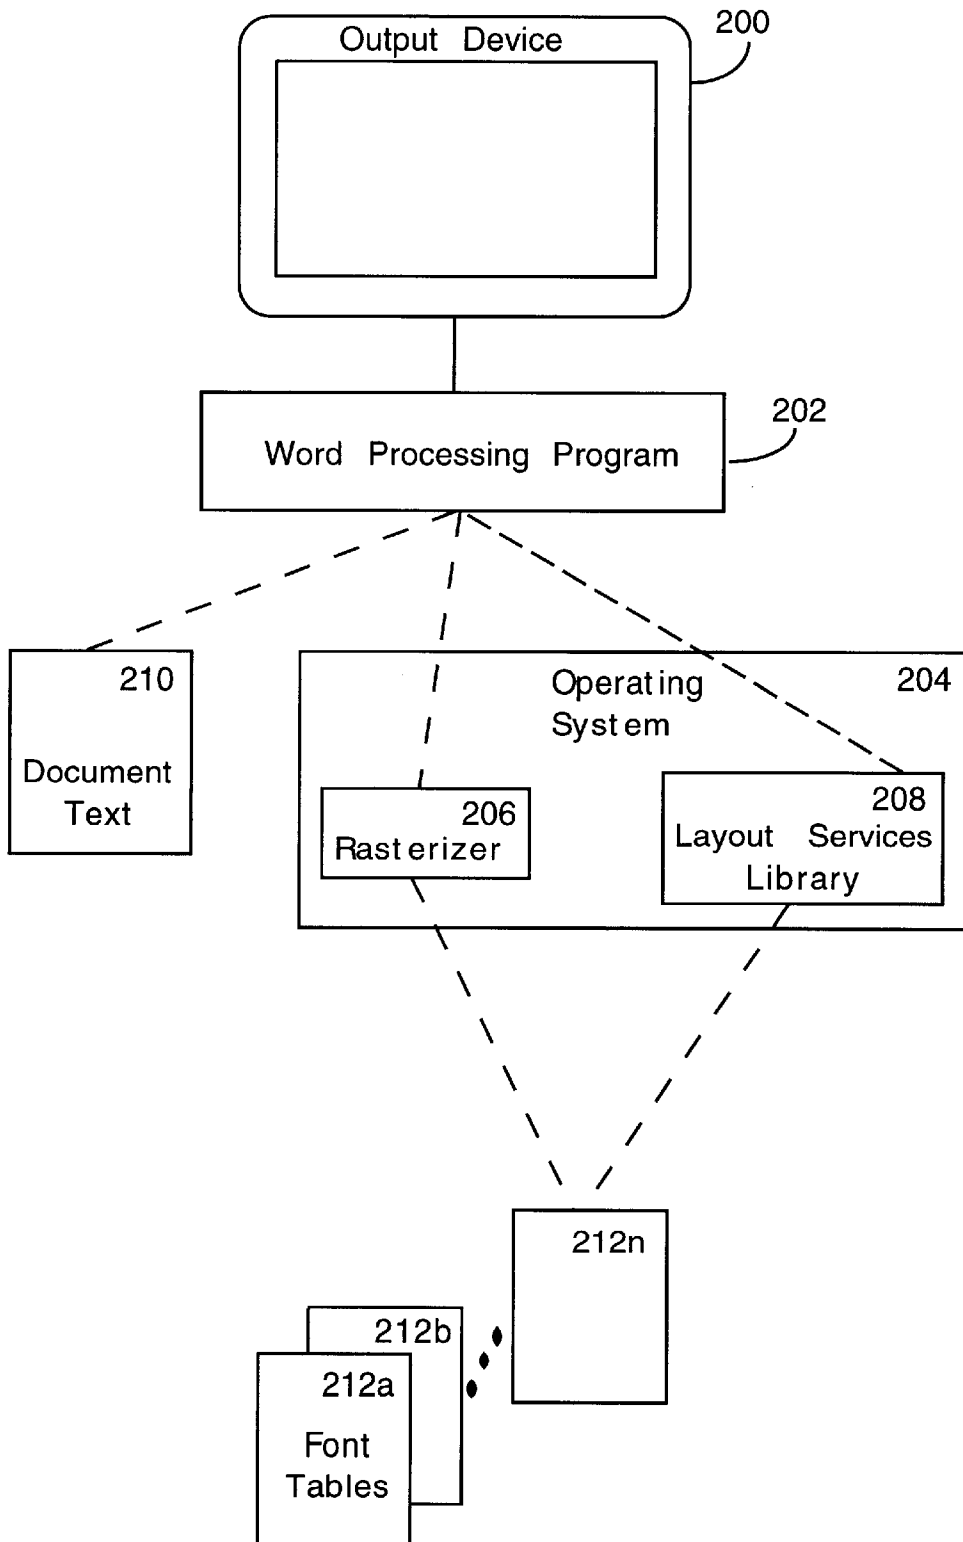 200
Output Device
202
Word Processing Program
210
Document
Text
204
Operating
System
206
Rasterizer
208
Layout Services
Library
212n
212b
212a
Font
Tables